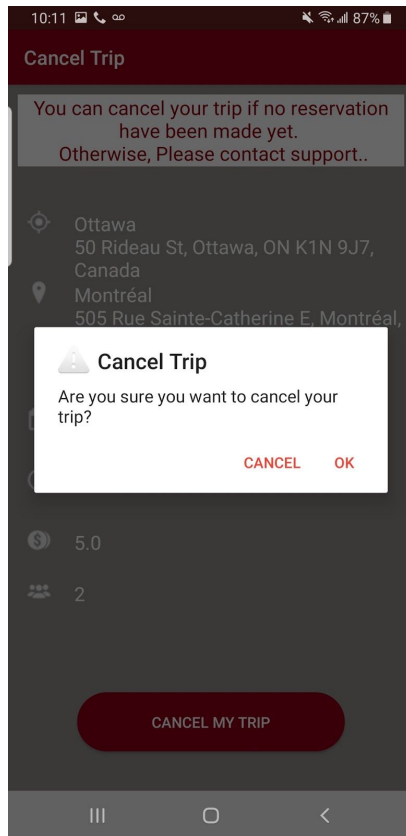 10:11 87%
Cancel Trip
You can cancel your trip if no reservation
have been made yet.
Otherwise, Please contact support..
Ottawa
50 Rideau St, Ottawa, ON K1N 9J7,
Canada
Montréal
505 Rue Sainte-Catherine E, Montréal,
Cancel Trip
Are you sure you want to cancel your
trip?
CANCEL OK
5.0
2
CANCEL MY TRIP